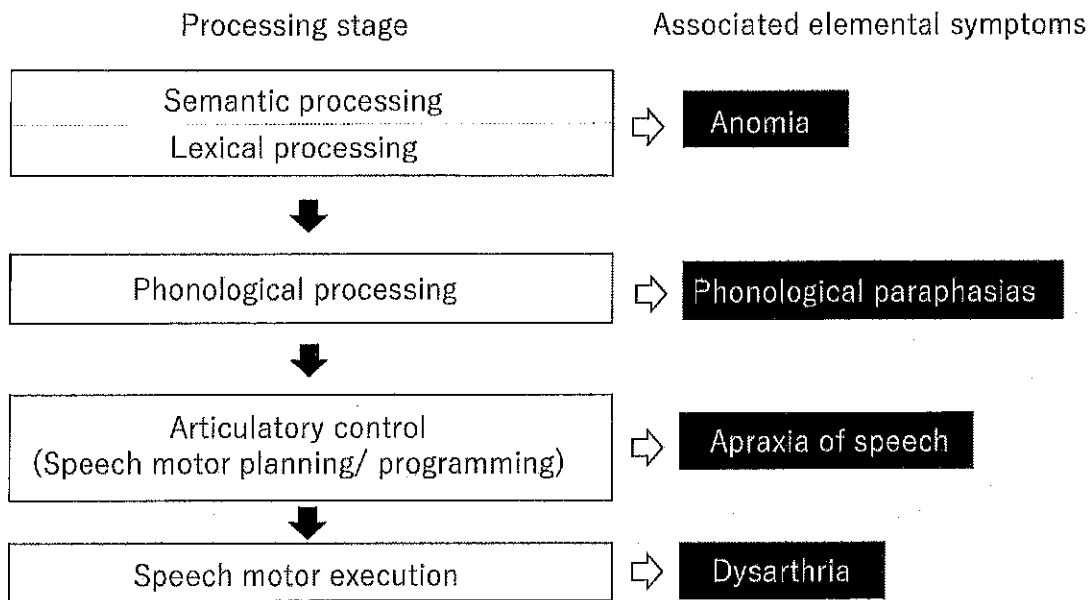 Processing stage
Associated elemental symptoms
Semantic processing
Lexical processing
Anomia
Phonological processing
Phonological paraphasias
Articulatory control
(Speech motor planning/ programming)
Apraxia of speech
Speech motor execution
Dysarthria